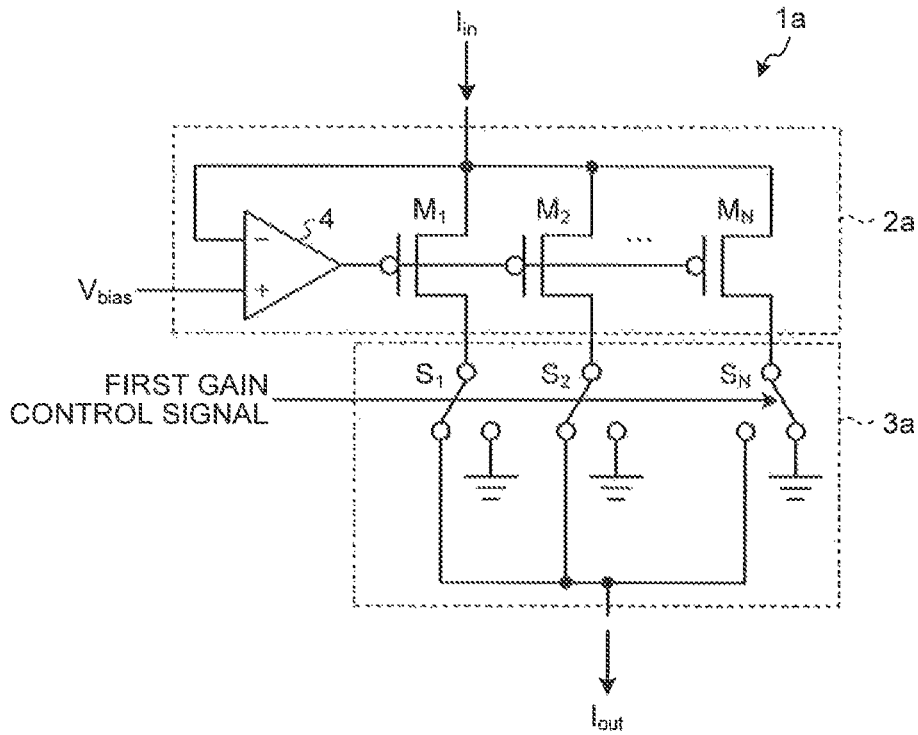 I_in
1a
4
M_1
M_2
...
M_N
2a
−
+
V_bias
S_1
S_2
S_N
FIRST GAIN
CONTROL SIGNAL
3a
I_out